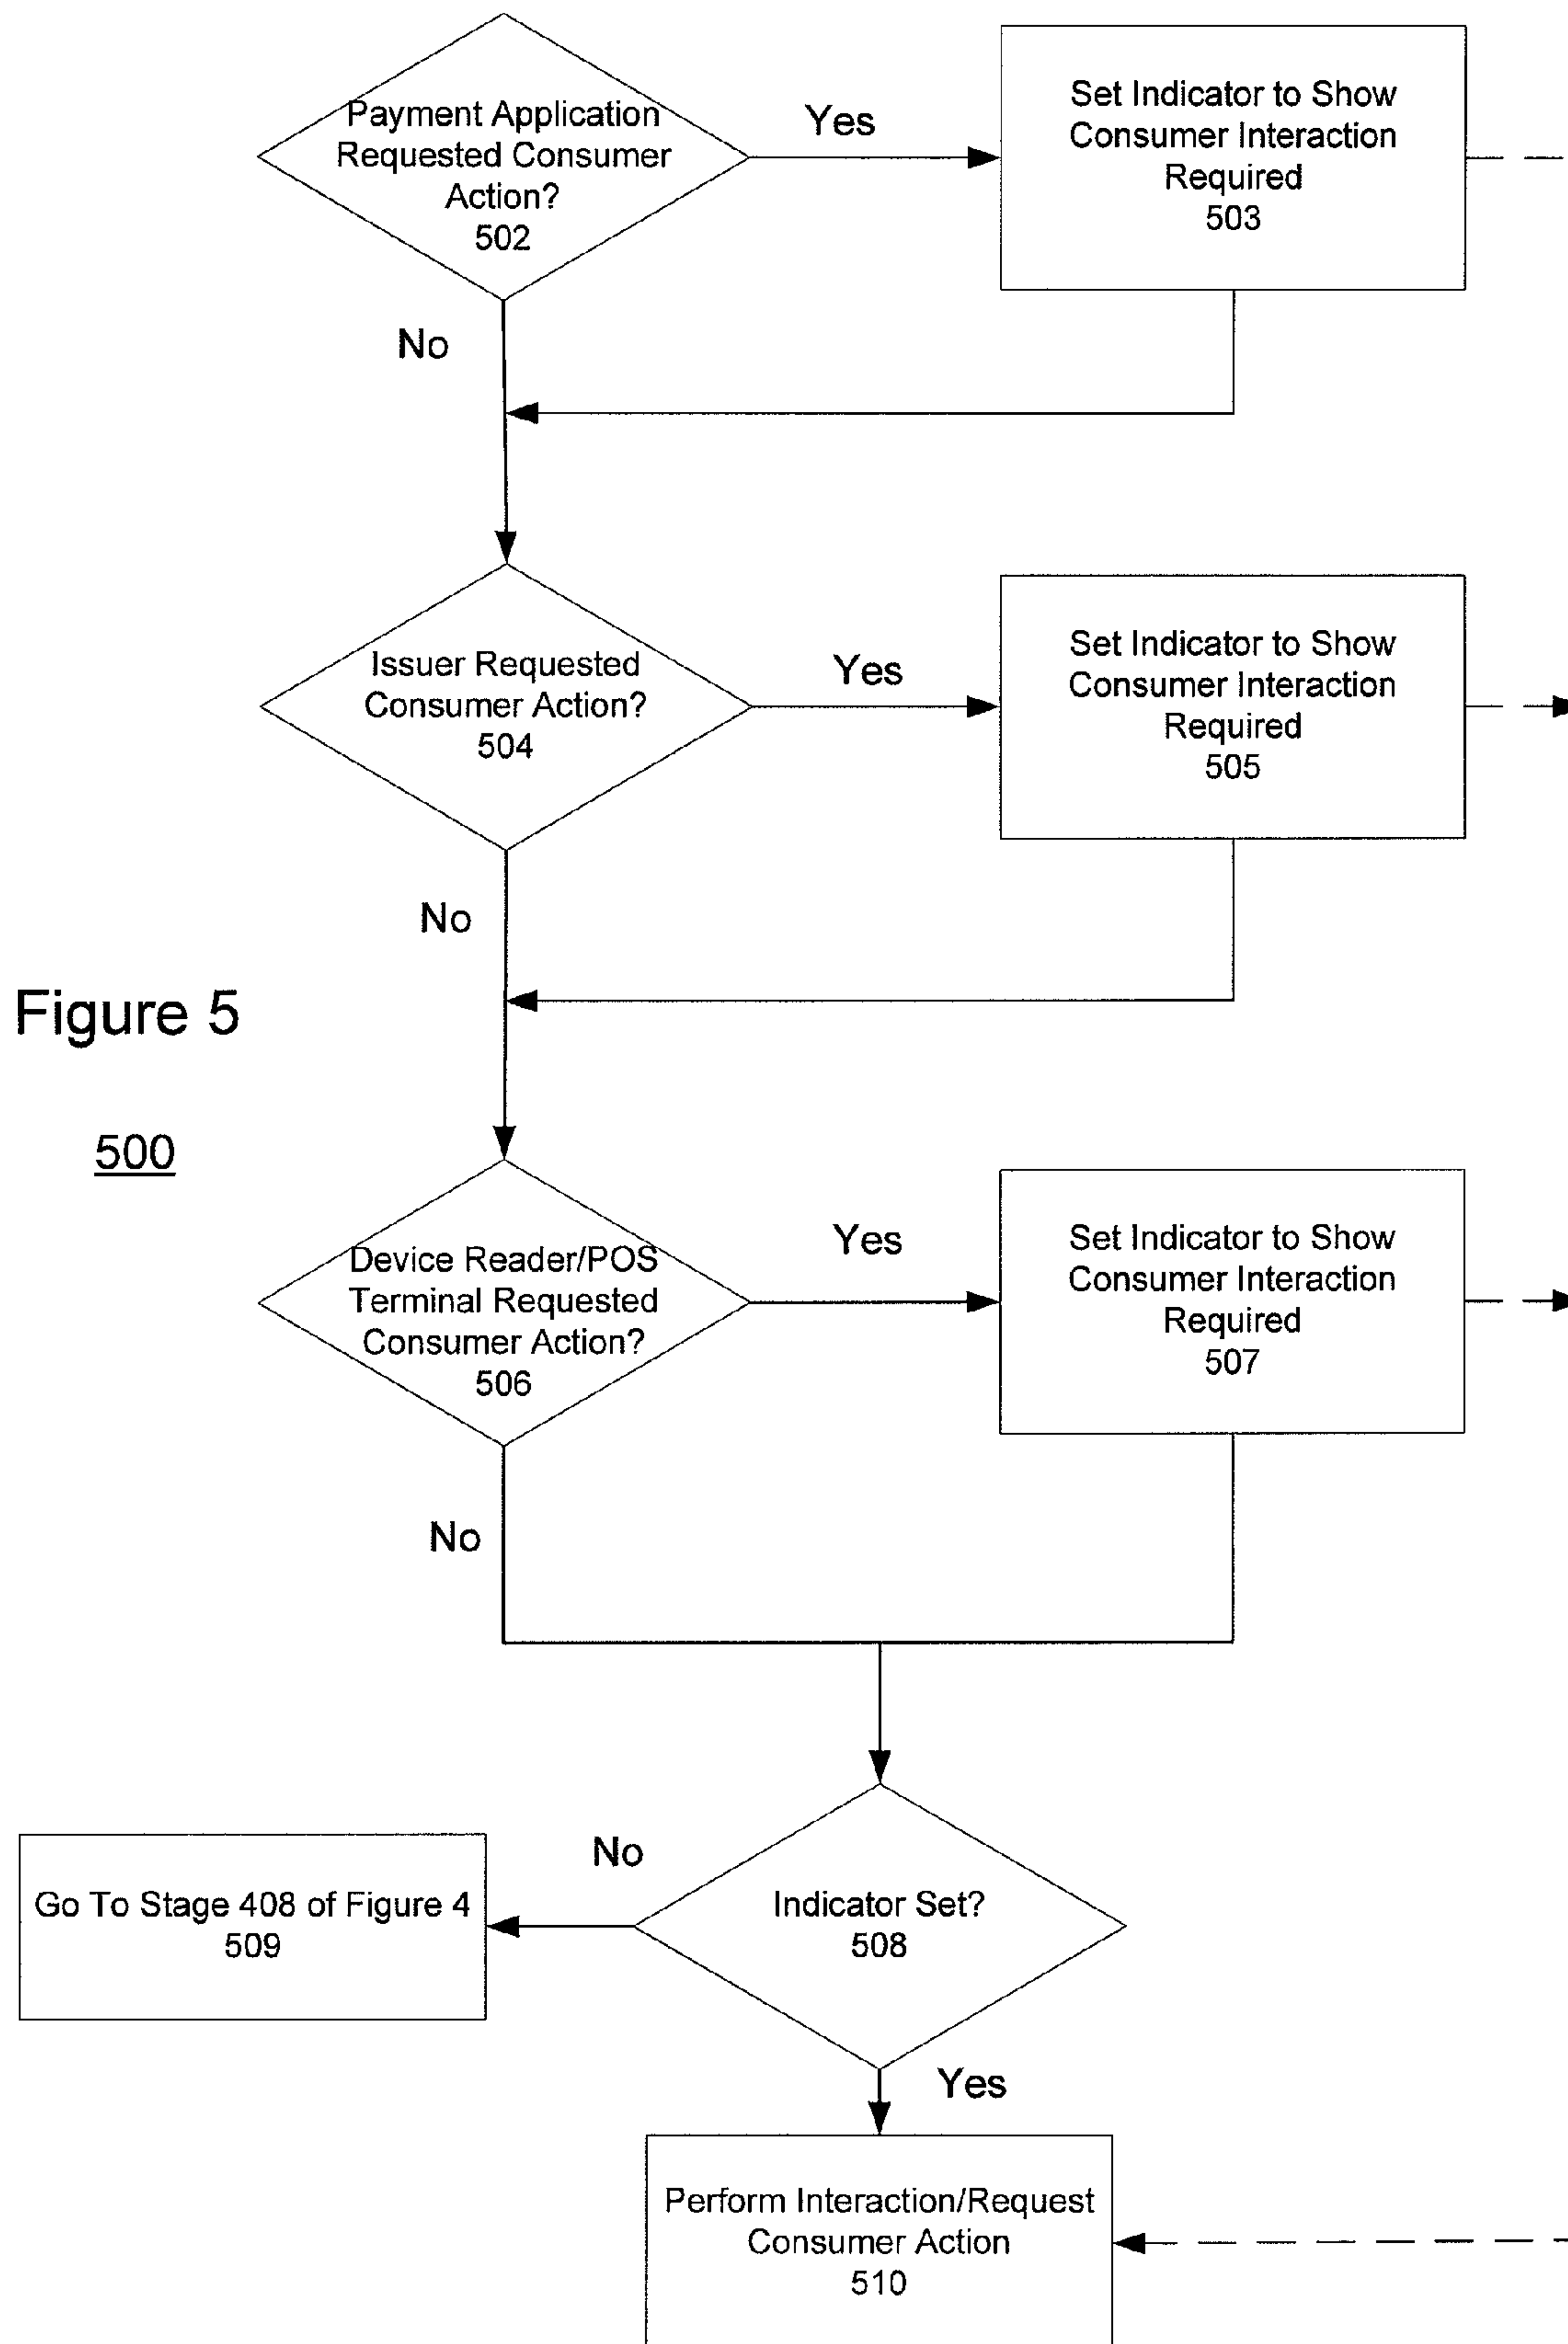 Payment Application
Requested Consumer
Action?
502
Yes
Set Indicator to Show
Consumer Interaction
Required
503
No
Issuer Requested
Consumer Action?
504
Yes
Set Indicator to Show
Consumer Interaction
Required
505
No
Figure 5
500
Device Reader/POS
Terminal Requested
Consumer Action?
506
Yes
Set Indicator to Show
Consumer Interaction
Required
507
No
Indicator Set?
508
No
Go To Stage 408 of Figure 4
509
Yes
Perform Interaction/Request
Consumer Action
510